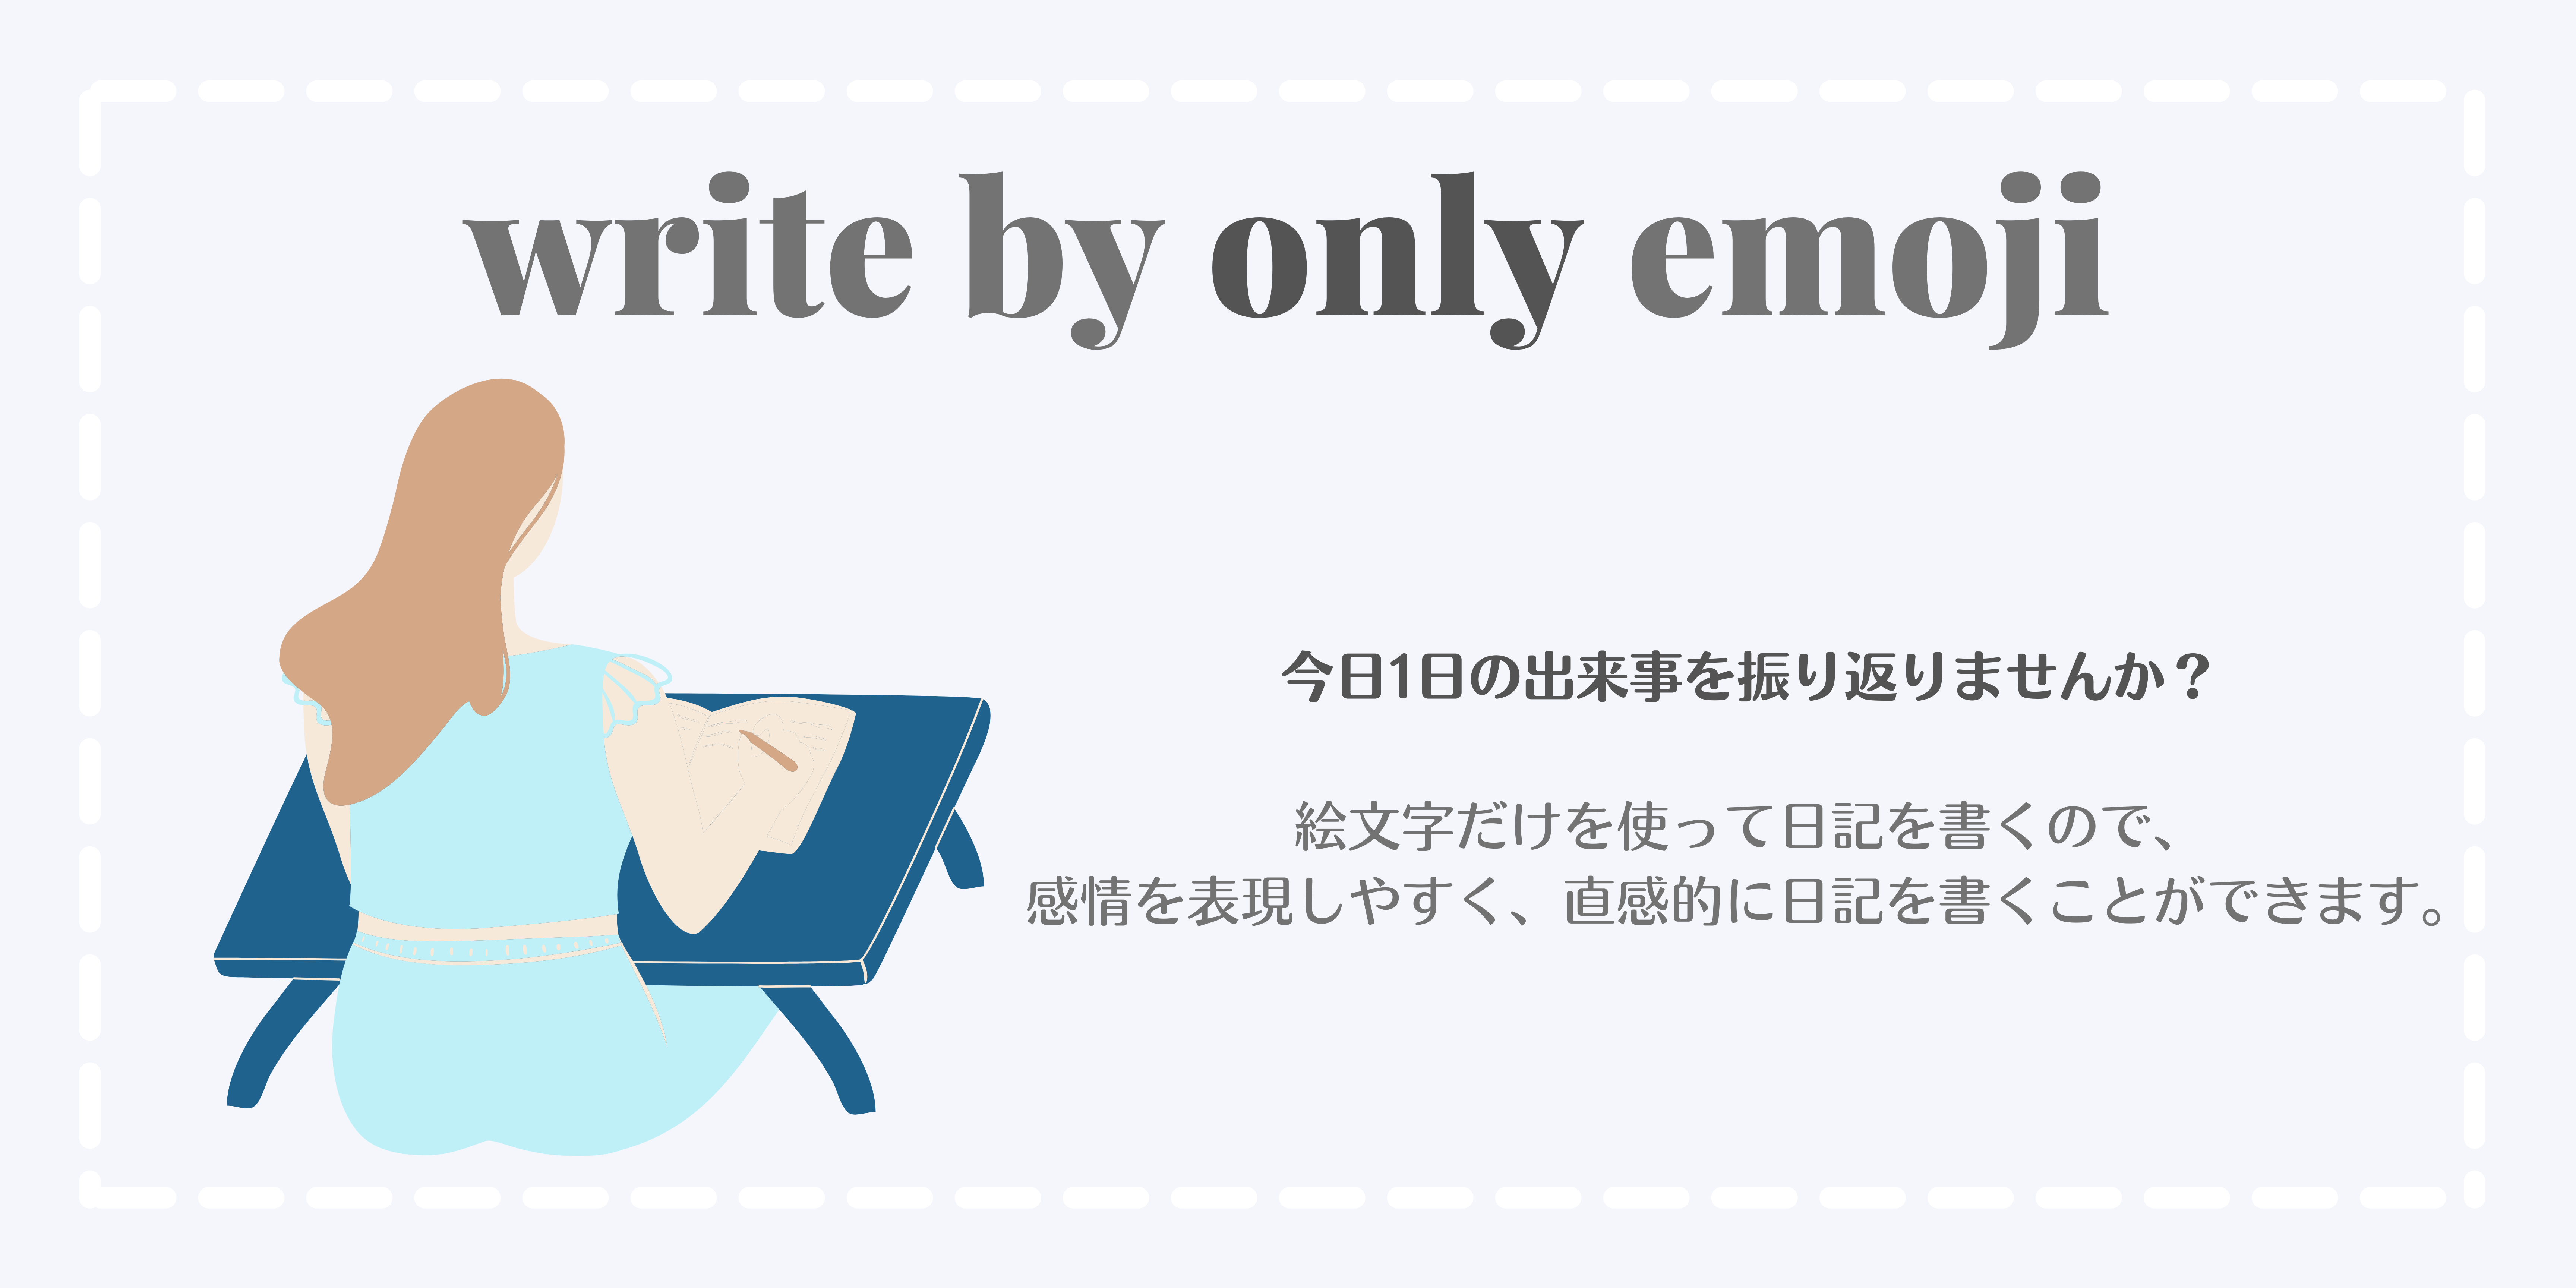 write by only emoji
今日1日の出来事を振り返りませんか？
絵文字だけを使って日記を書くので、
感情を表現しやすく、直感的に日記を書くことができます。